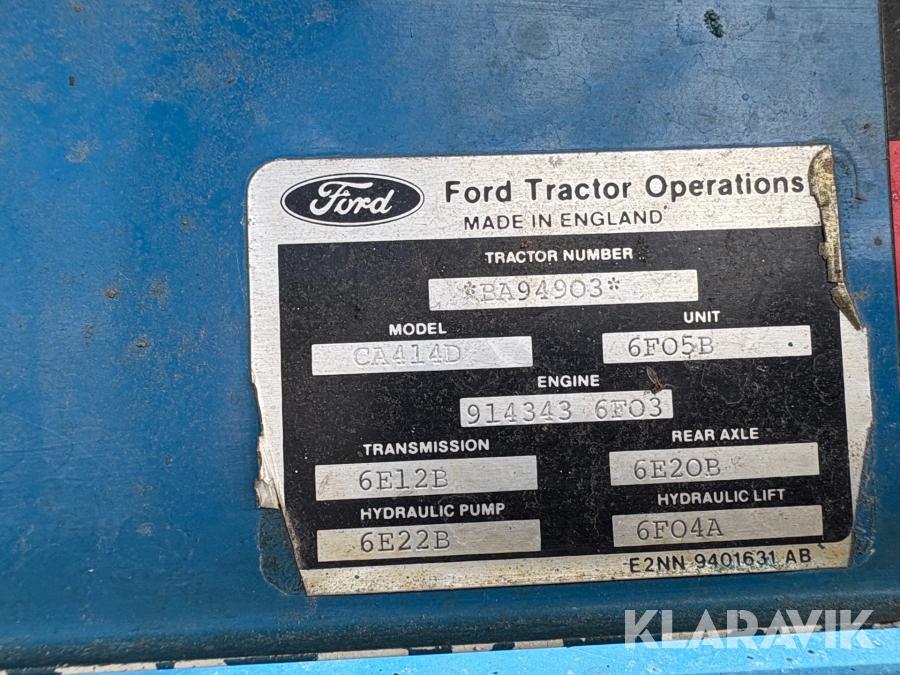 Ford
Ford Tractor Operations
MADE IN ENGLAND
TRACTOR NUMBER
*BA94903*
MODEL
UNIT
CA414D
6F05B
ENGINE
914343 6F03
TRANSMISSION
REAR AXLE
6E12B
6E20B
HYDRAULIC PUMP
HYDRAULIC LIFT
6E22B
6F04A
E2NN 9401631 AB
KLARAVIK